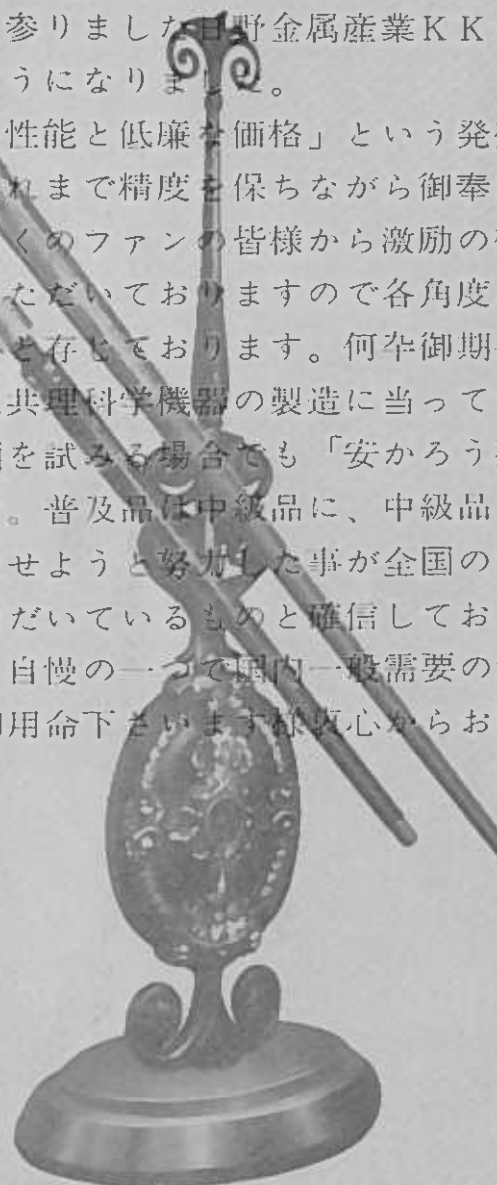 参りました日野金属産業KK
うになりました。
性能と低廉な価格」という発
れまで精度を保ちながら御奉
くのファンの皆様から激励の
ただいておりますので各角度
と存じております。何卒御期
共理科学機器の製造に当って
を試みる場合でも「安かろう
。普及品は中級品に、中級品
せようと努力した事が全国の
だいているものと確信してお
自慢の一つで国内一般需要の
用命下さいます様衷心からお